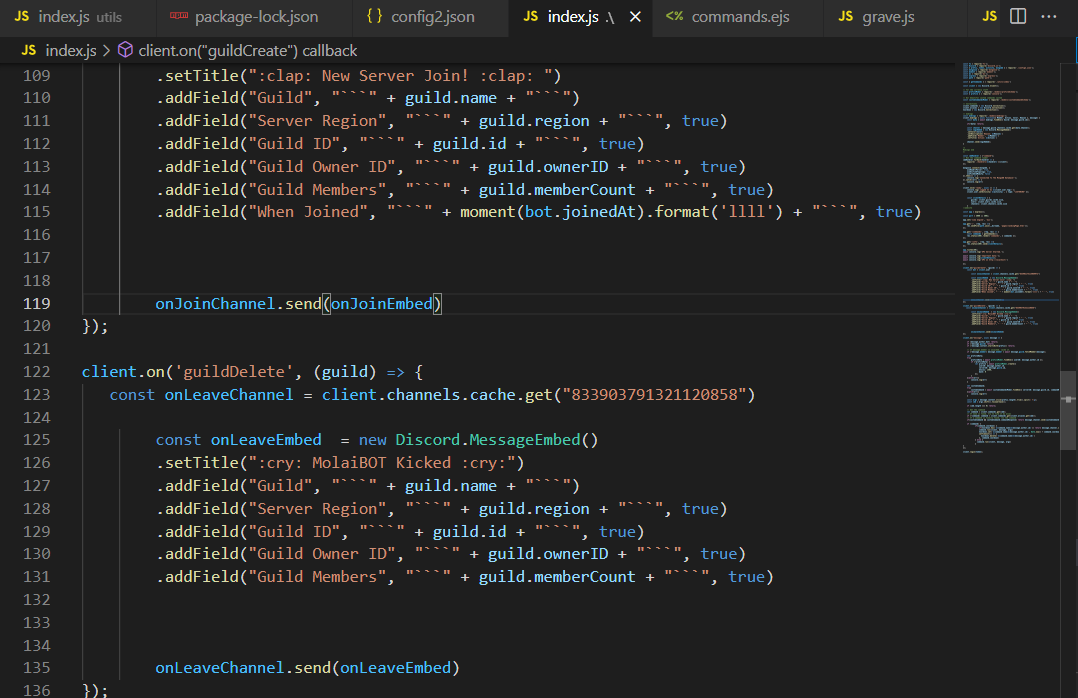 JS index.js utils package-lock.json {} config2.json JS index.js .\ × <% commands.ejs JS grave.js JS ...
JS index.js > client.on("guildCreate") callback
109 .setTitle(":clap: New Server Join! :clap: ")
110 .addField("Guild", "```" + guild.name + "```")
111 .addField("Server Region", "```" + guild.region + "```", true)
112 .addField("Guild ID", "```" + guild.id + "```", true)
113 .addField("Guild Owner ID", "```" + guild.ownerID + "```", true)
114 .addField("Guild Members", "```" + guild.memberCount + "```", true)
115 .addField("When Joined", "```" + moment(bot.joinedAt).format('llll') + "```", true)
116
117
118
119 onJoinChannel.send(onJoinEmbed)
120 });
121
122 client.on('guildDelete', (guild) => {
123 const onLeaveChannel = client.channels.cache.get("833903791321120858")
124
125 const onLeaveEmbed = new Discord.MessageEmbed()
126 .setTitle(":cry: MolaiBOT Kicked :cry:")
127 .addField("Guild", "```" + guild.name + "```")
128 .addField("Server Region", "```" + guild.region + "```", true)
129 .addField("Guild ID", "```" + guild.id + "```", true)
130 .addField("Guild Owner ID", "```" + guild.ownerID + "```", true)
131 .addField("Guild Members", "```" + guild.memberCount + "```", true)
132
133
134
135 onLeaveChannel.send(onLeaveEmbed)
136 });